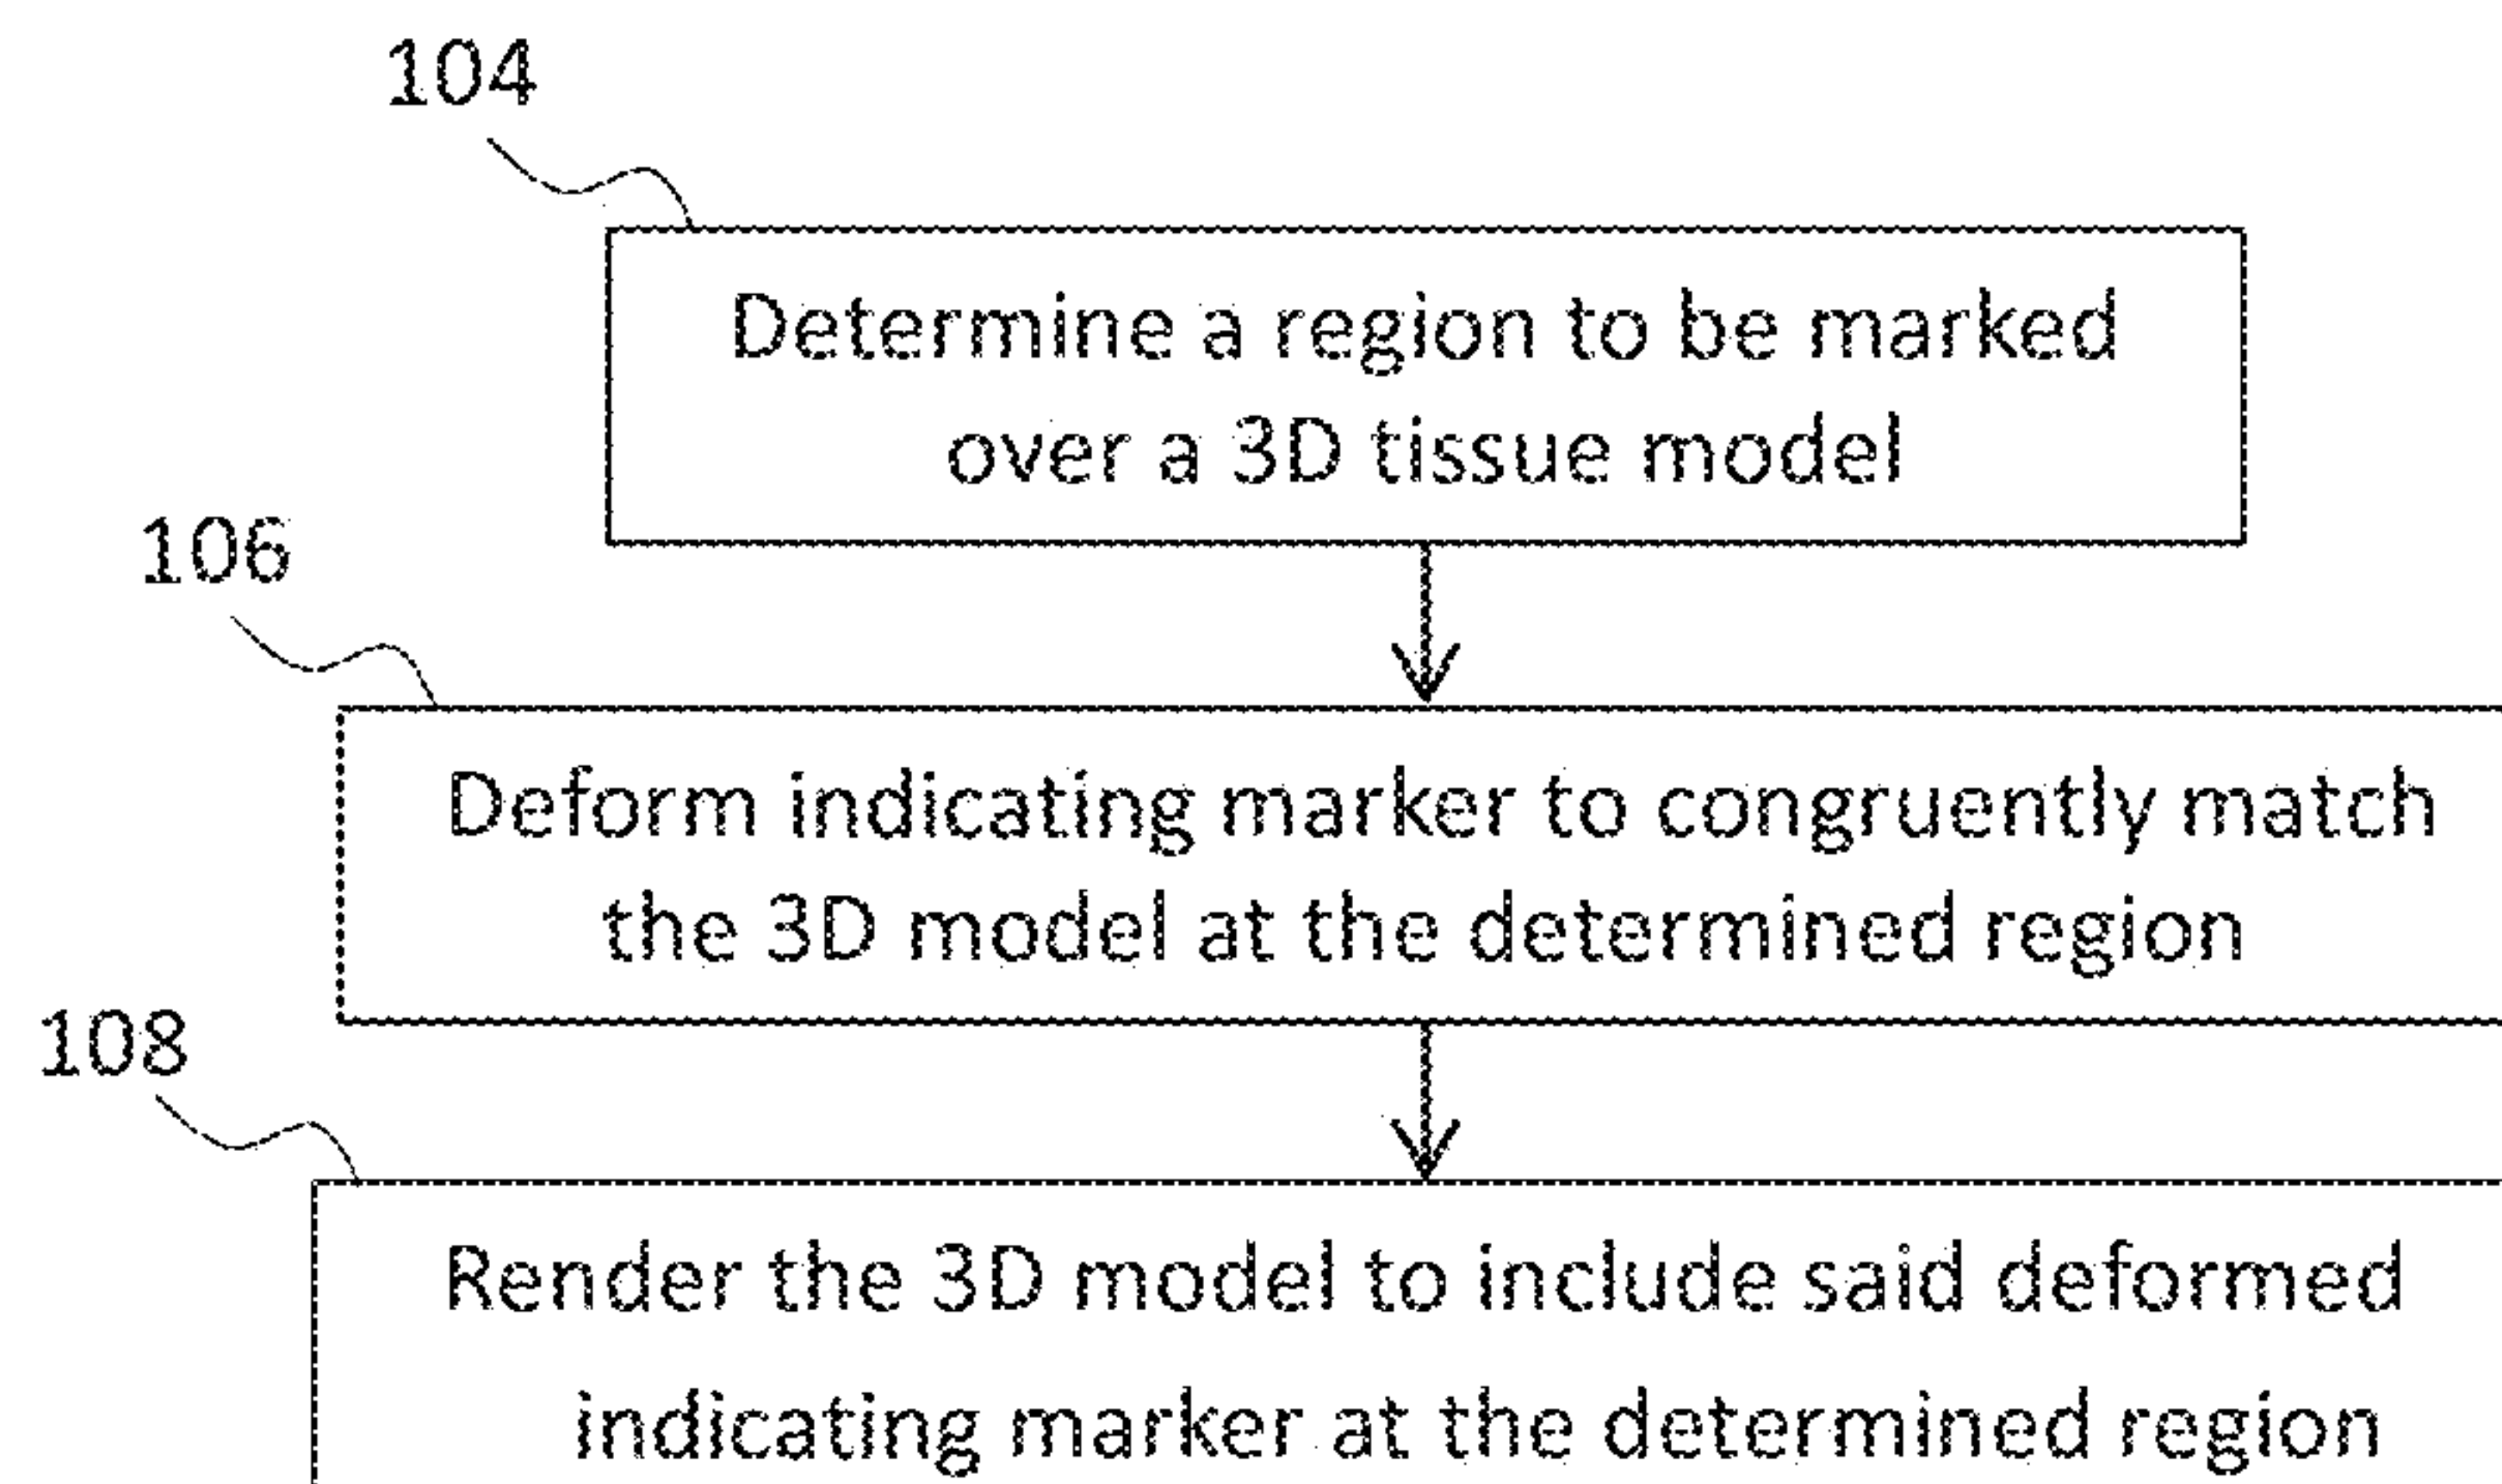 104
Determine a region to be marked
over a 3D tissue model
106
Deform indicating marker to congruently match
the 3D model at the determined region
108
Render the 3D model to include said deformed
indicating marker at the determined region